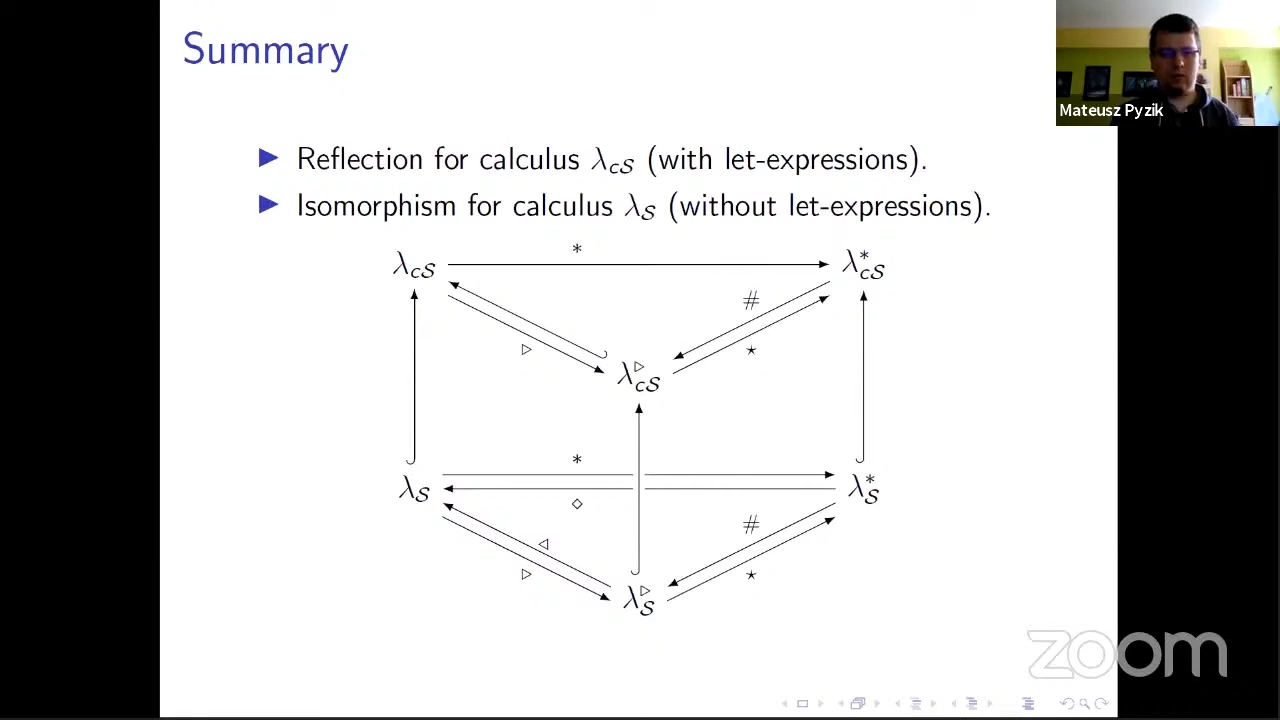 Summary
Mateusz Pyzik
▶ Reflection for calculus λ_c𝒮 (with let-expressions).
▶ Isomorphism for calculus λ_𝒮 (without let-expressions).
λ_c𝒮 * λ*_c𝒮
#
▷ ⋆
λ▷_c𝒮
*
λ_𝒮 λ*_𝒮
◇
#
◁
▷ ⋆
λ▷_𝒮
zoom